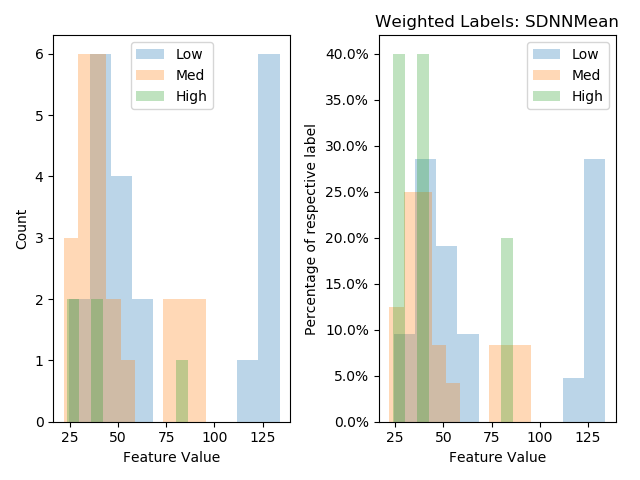 Weighted Labels: SDNNMean
Low
Med
High
6
5
4
3
2
1
0
Count
25
50
75
100
125
Feature Value
Low
Med
High
40.0%
35.0%
30.0%
25.0%
20.0%
15.0%
10.0%
5.0%
0.0%
Percentage of respective label
25
50
75
100
125
Feature Value